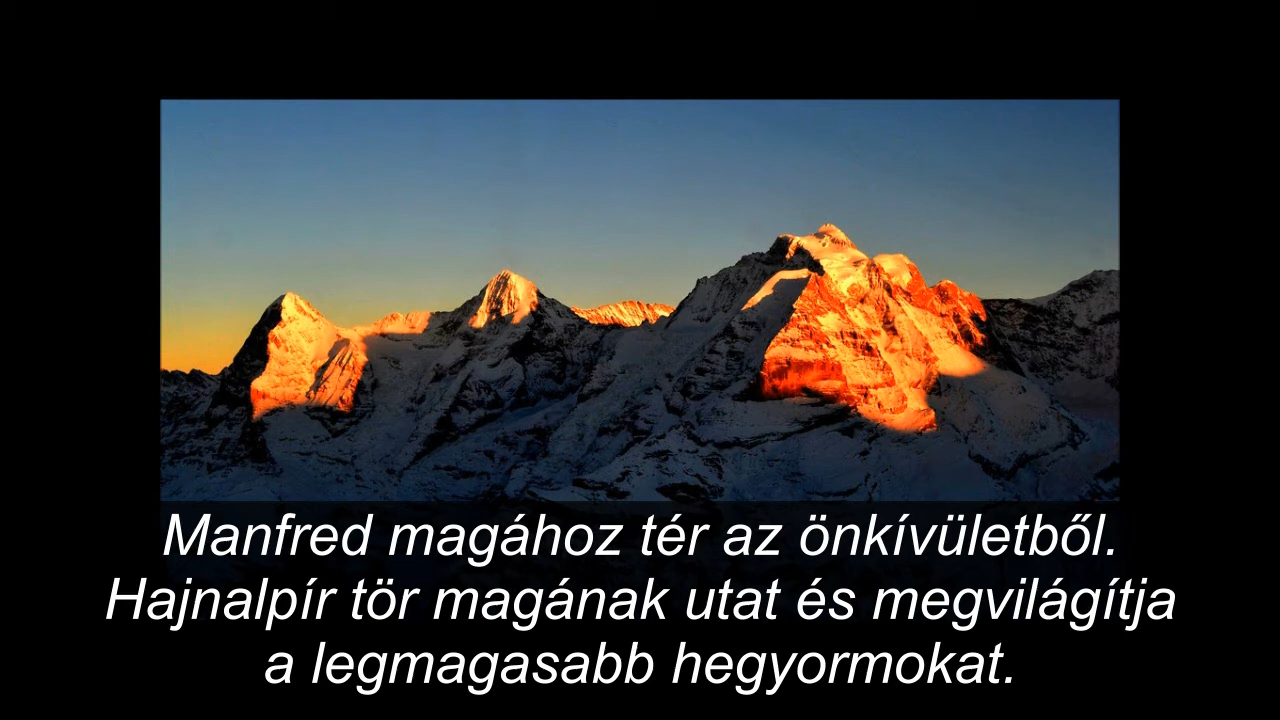 Manfred magához tér az önkívületből.
Hajnalpír tör magának utat és megvilágítja
a legmagasabb hegyormokat.